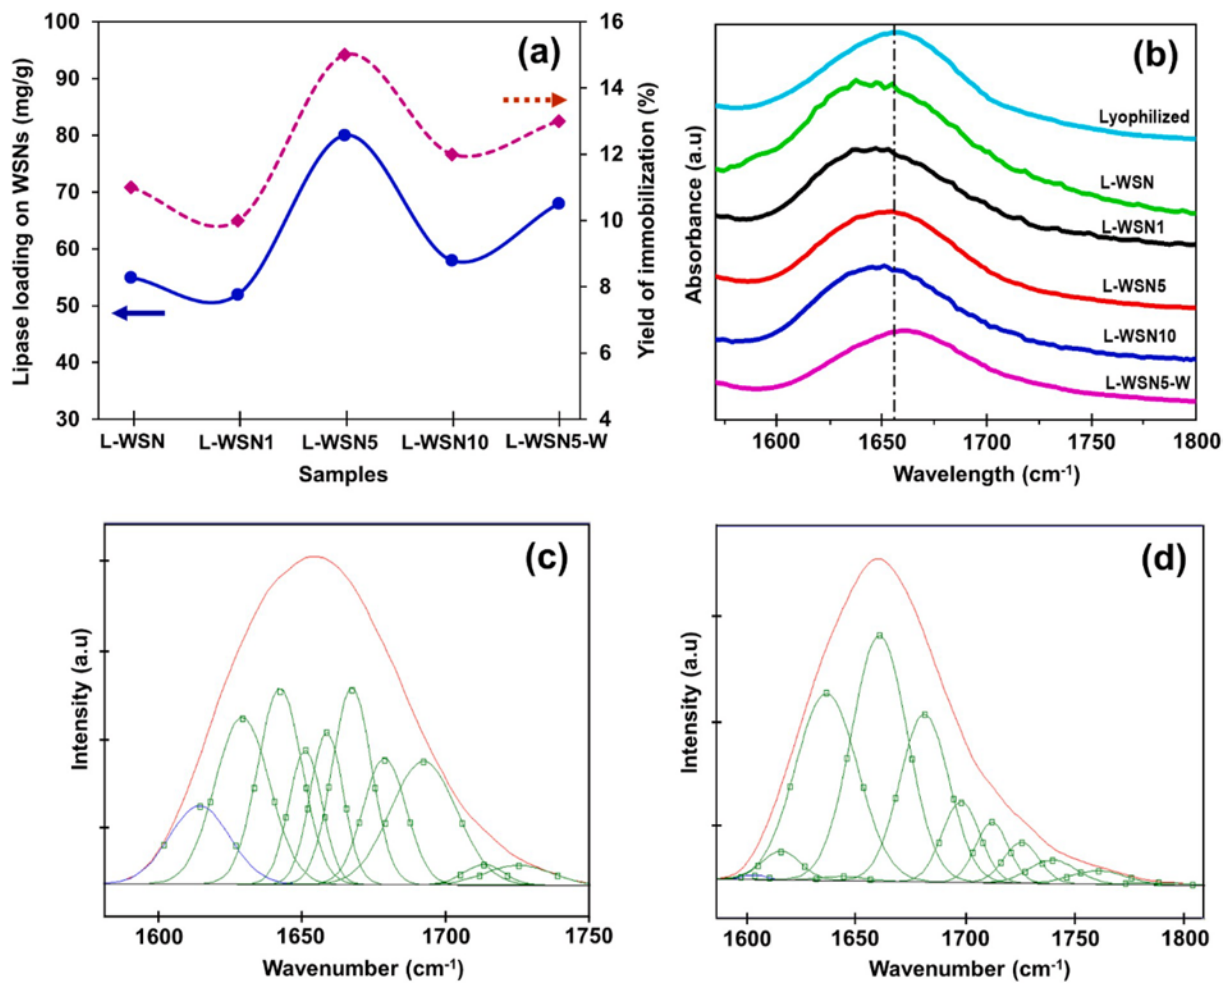 (a)
Lipase loading on WSNs (mg/g)
100
90
80
70
60
50
40
30
16
14
12
10
8
6
4
Yield of immobilization (%)
L-WSN L-WSN1 L-WSN5 L-WSN10 L-WSN5-W
Samples
(b)
Absorbance (a.u)
Lyophilized
L-WSN
L-WSN1
L-WSN5
L-WSN10
L-WSN5-W
1600 1650 1700 1750 1800
Wavelength (cm-1)
(c)
Intensity (a.u)
1600 1650 1700 1750
Wavenumber (cm-1)
(d)
Intensity (a.u)
1600 1650 1700 1750 1800
Wavenumber (cm-1)